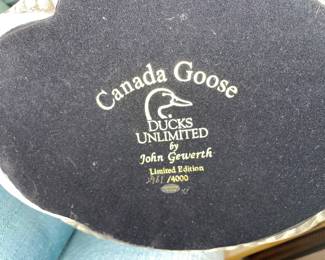 Canada Goose
DUCKS
UNLIMITED
by
John Gewerth
Limited Edition
/4000